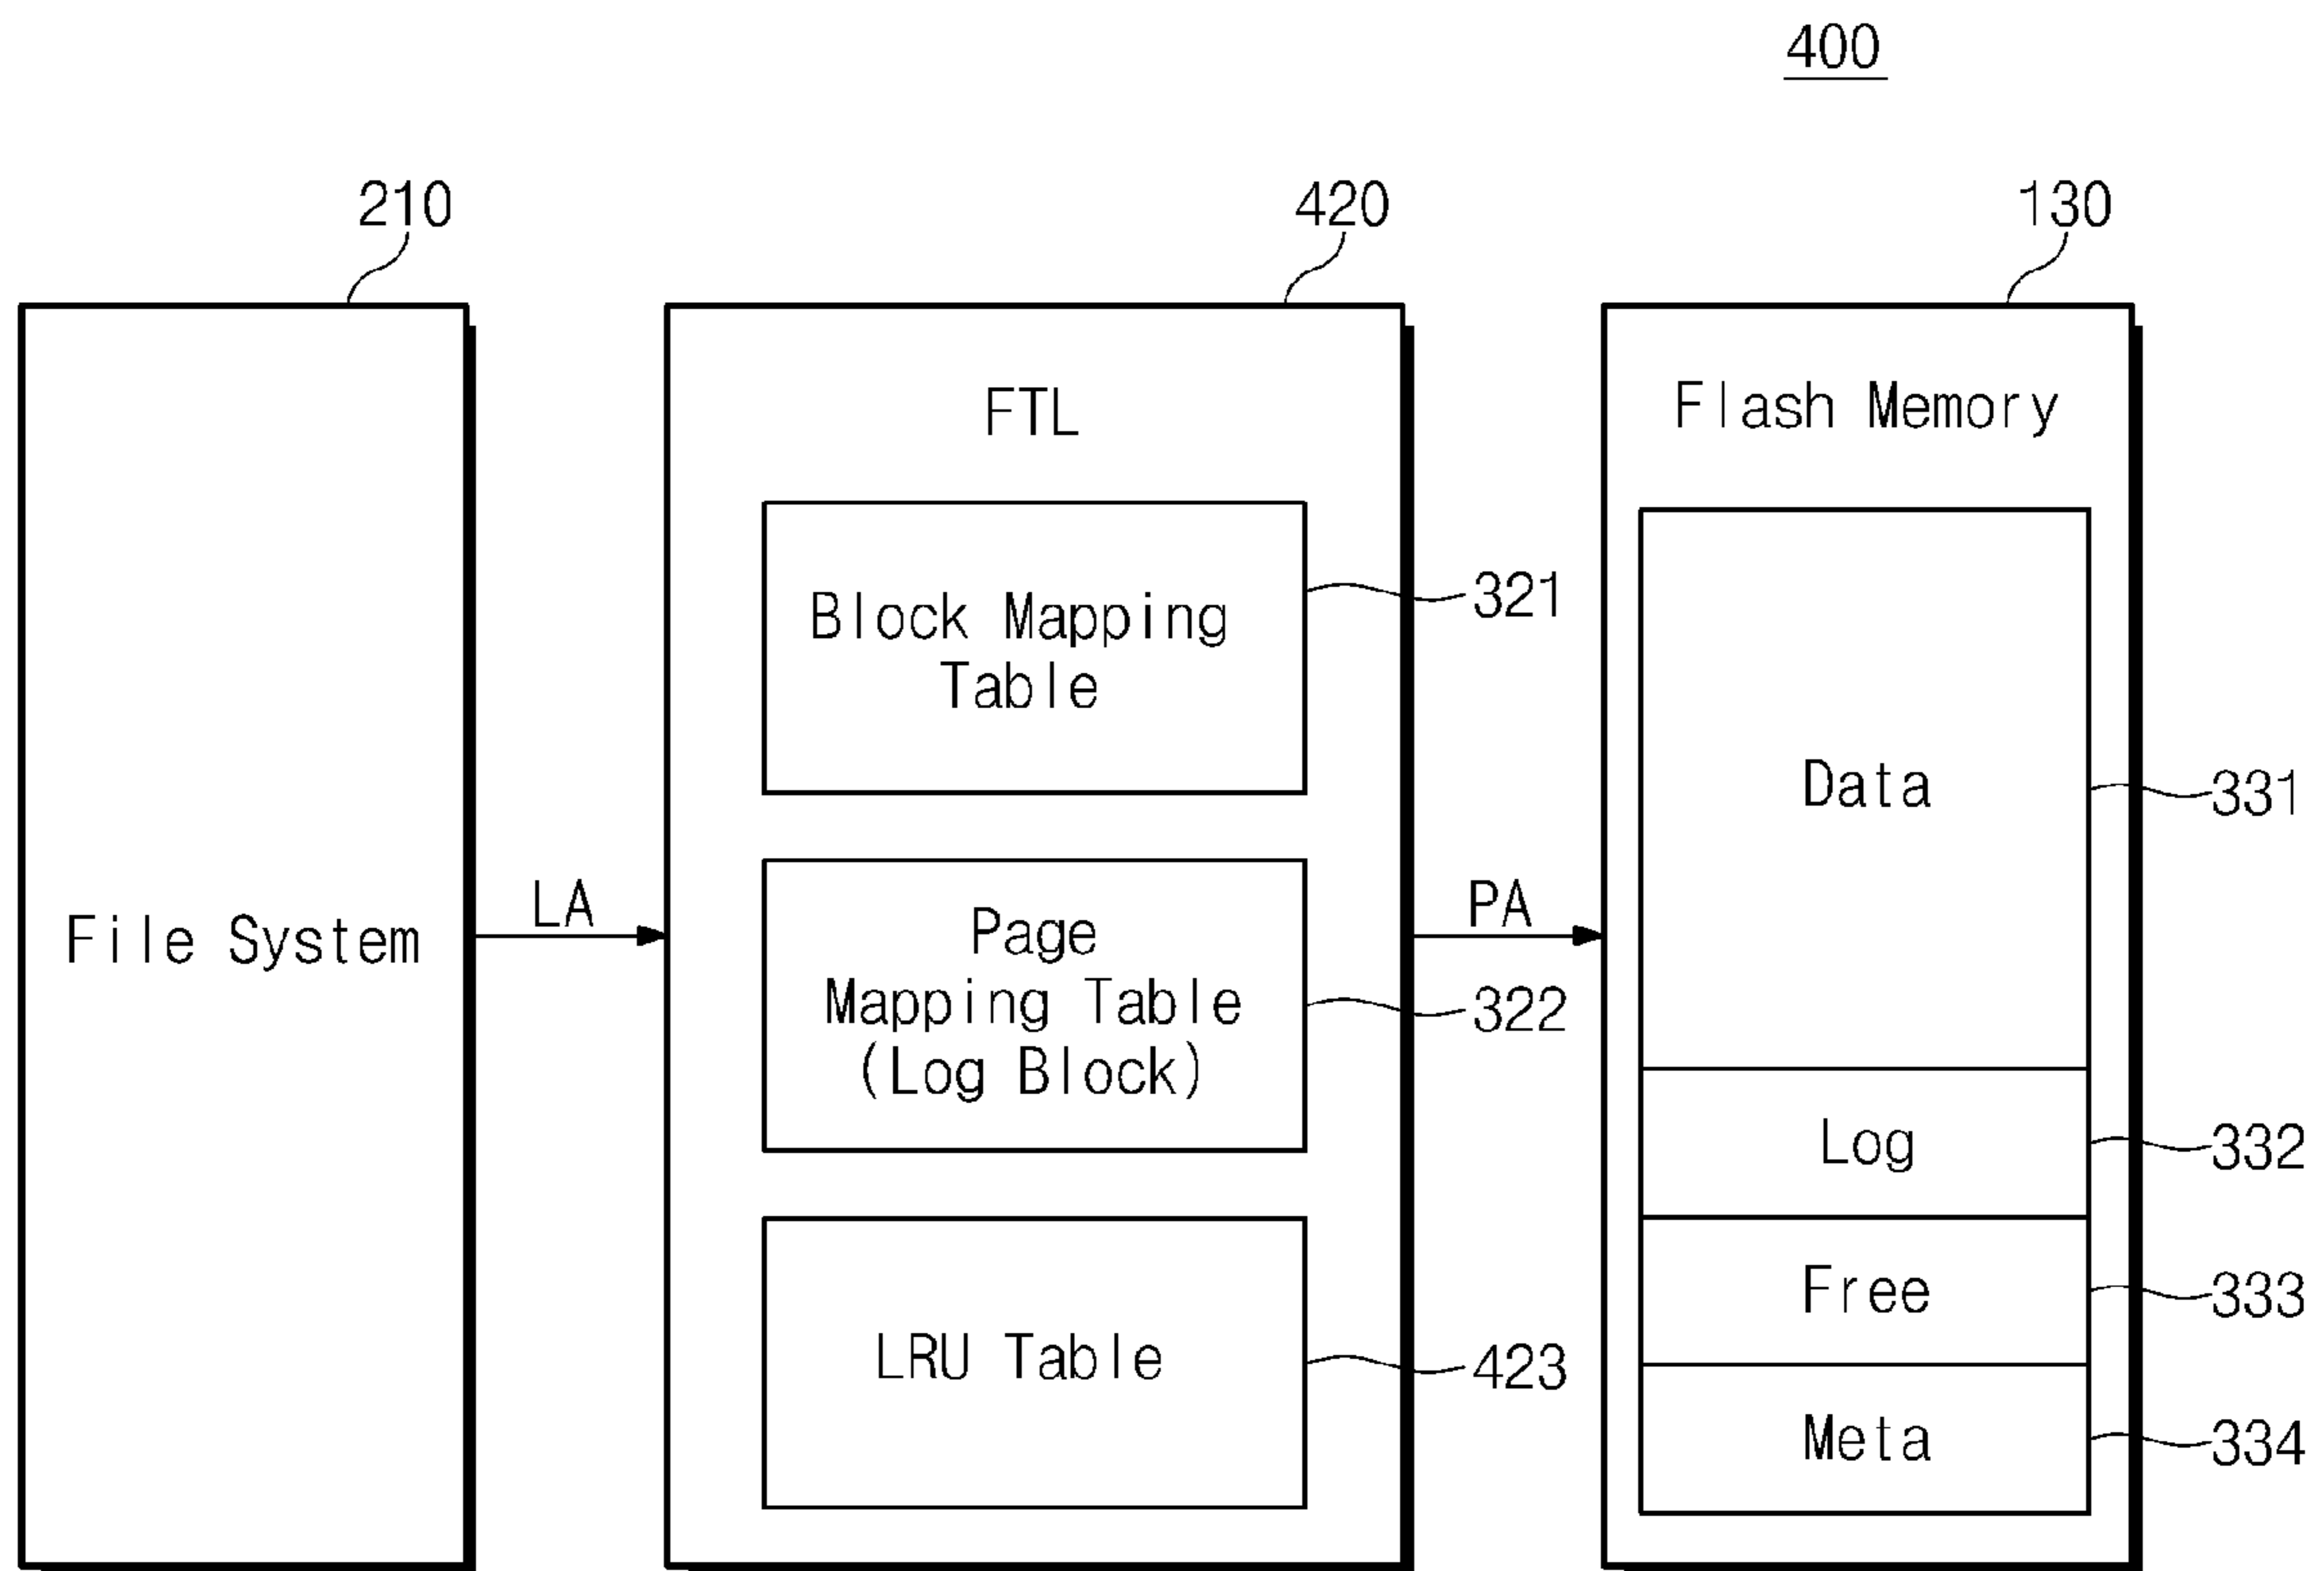 400
210
420
130
FTL
Flash Memory
Block Mapping
Table
321
Data
331
File System
LA
Page
Mapping Table
(Log Block)
322
PA
Log
332
LRU Table
423
Free
333
Meta
334